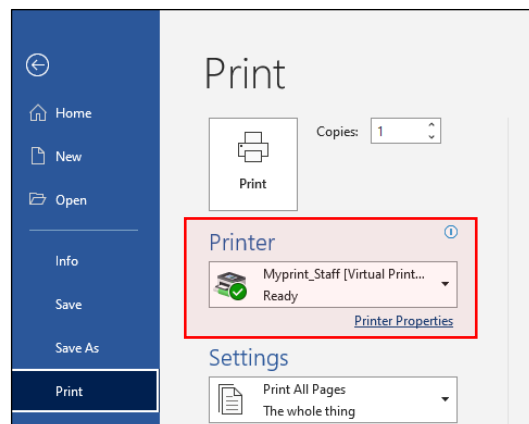 Print
Home
New
Open
Info
Save
Save As
Print
Copies: 1
Print
Printer
Myprint_Staff [Virtual Print...
Ready
Printer Properties
Settings
Print All Pages
The whole thing